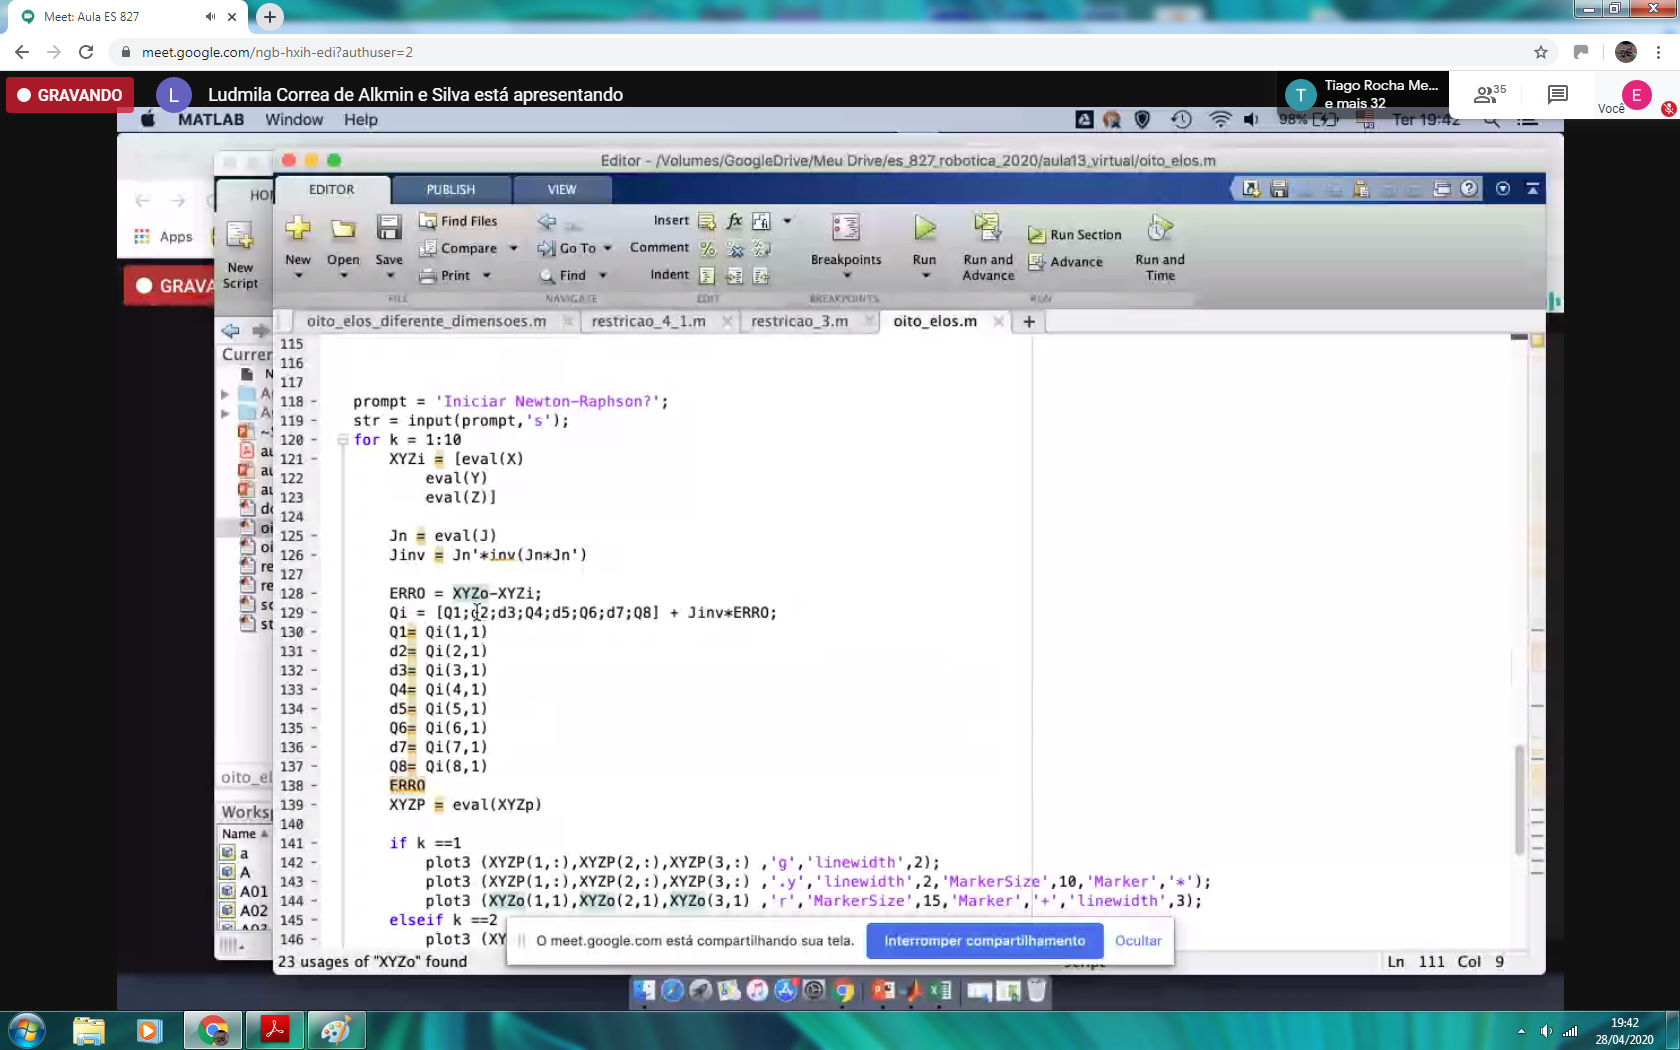 Meet: Aula ES 827
meet.google.com/ngb-hxih-edi?authuser=2
GRAVANDO
L
Ludmila Correa de Alkmin e Silva está apresentando
T
Tiago Rocha Me...
e mais 32
35
Você
E
MATLAB Window Help
98%
Ter 19:42
Editor - /Volumes/GoogleDrive/Meu Drive/es_827_robotica_2020/aula13_virtual/oito_elos.m
EDITOR PUBLISH VIEW
Apps
New
Script
New
Open
Save
Find Files
Compare
Print
Go To
Find
Insert
Comment
Indent
fx
Breakpoints
Run
Run and
Advance
Run Section
Advance
Run and
Time
FILE NAVIGATE EDIT BREAKPOINTS RUN
oito_elos_diferente_dimensoes.m restricao_4_1.m restricao_3.m oito_elos.m
115
116
117
118 prompt = 'Iniciar Newton-Raphson?';
119 str = input(prompt,'s');
120 for k = 1:10
121 XYZi = [eval(X)
122 eval(Y)
123 eval(Z)]
124
125 Jn = eval(J)
126 Jinv = Jn'*inv(Jn*Jn')
127
128 ERRO = XYZo-XYZi;
129 Qi = [Q1;d2;d3;Q4;d5;Q6;d7;Q8] + Jinv*ERRO;
130 Q1= Qi(1,1)
131 d2= Qi(2,1)
132 d3= Qi(3,1)
133 Q4= Qi(4,1)
134 d5= Qi(5,1)
135 Q6= Qi(6,1)
136 d7= Qi(7,1)
137 Q8= Qi(8,1)
138 ERRO
139 XYZP = eval(XYZp)
140
141 if k ==1
142 plot3 (XYZP(1,:),XYZP(2,:),XYZP(3,:) ,'g','linewidth',2);
143 plot3 (XYZP(1,:),XYZP(2,:),XYZP(3,:) ,'.y','linewidth',2,'MarkerSize',10,'Marker','*');
144 plot3 (XYZo(1,1),XYZo(2,1),XYZo(3,1) ,'r','MarkerSize',15,'Marker','+','linewidth',3);
145 elseif k ==2
146 plot3 (XY
Name
a
A
A01
A02
O meet.google.com está compartilhando sua tela.
Interromper compartilhamento
Ocultar
23 usages of "XYZo" found
Ln 111 Col 9
19:42
28/04/2020